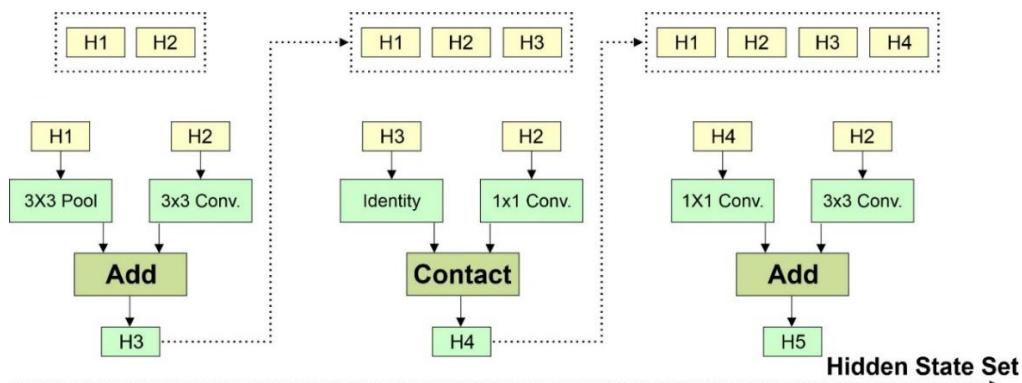 H1 H2 H1 H2 H3 H1 H2 H3 H4
H1 H2 H3 H2 H4 H2
3X3 Pool 3x3 Conv. Identity 1x1 Conv. 1X1 Conv. 3x3 Conv.
Add Contact Add
H3 H4 H5
Hidden State Set